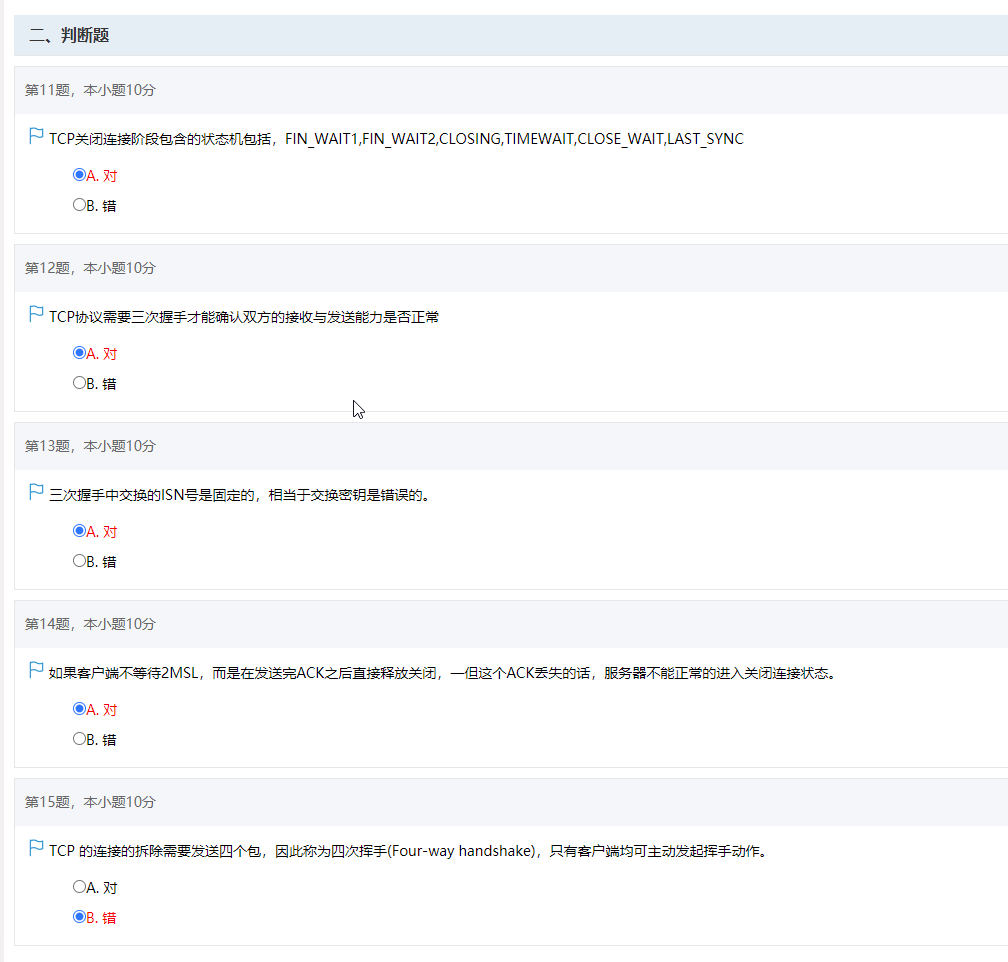 二、判断题
第11题，本小题10分
TCP关闭连接阶段包含的状态机包括，FIN_WAIT1,FIN_WAIT2,CLOSING,TIMEWAIT,CLOSE_WAIT,LAST_SYNC
A. 对
B. 错
第12题，本小题10分
TCP协议需要三次握手才能确认双方的接收与发送能力是否正常
A. 对
B. 错
第13题，本小题10分
三次握手中交换的ISN号是固定的，相当于交换密钥是错误的。
A. 对
B. 错
第14题，本小题10分
如果客户端不等待2MSL，而是在发送完ACK之后直接释放关闭，一但这个ACK丢失的话，服务器不能正常的进入关闭连接状态。
A. 对
B. 错
第15题，本小题10分
TCP 的连接的拆除需要发送四个包，因此称为四次挥手(Four-way handshake)，只有客户端均可主动发起挥手动作。
A. 对
B. 错